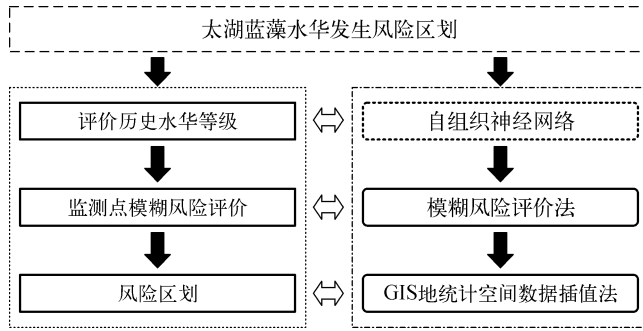 太湖蓝藻水华发生风险区划
评价历史水华等级
自组织神经网络
监测点模糊风险评价
模糊风险评价法
风险区划
GIS地统计空间数据插值法